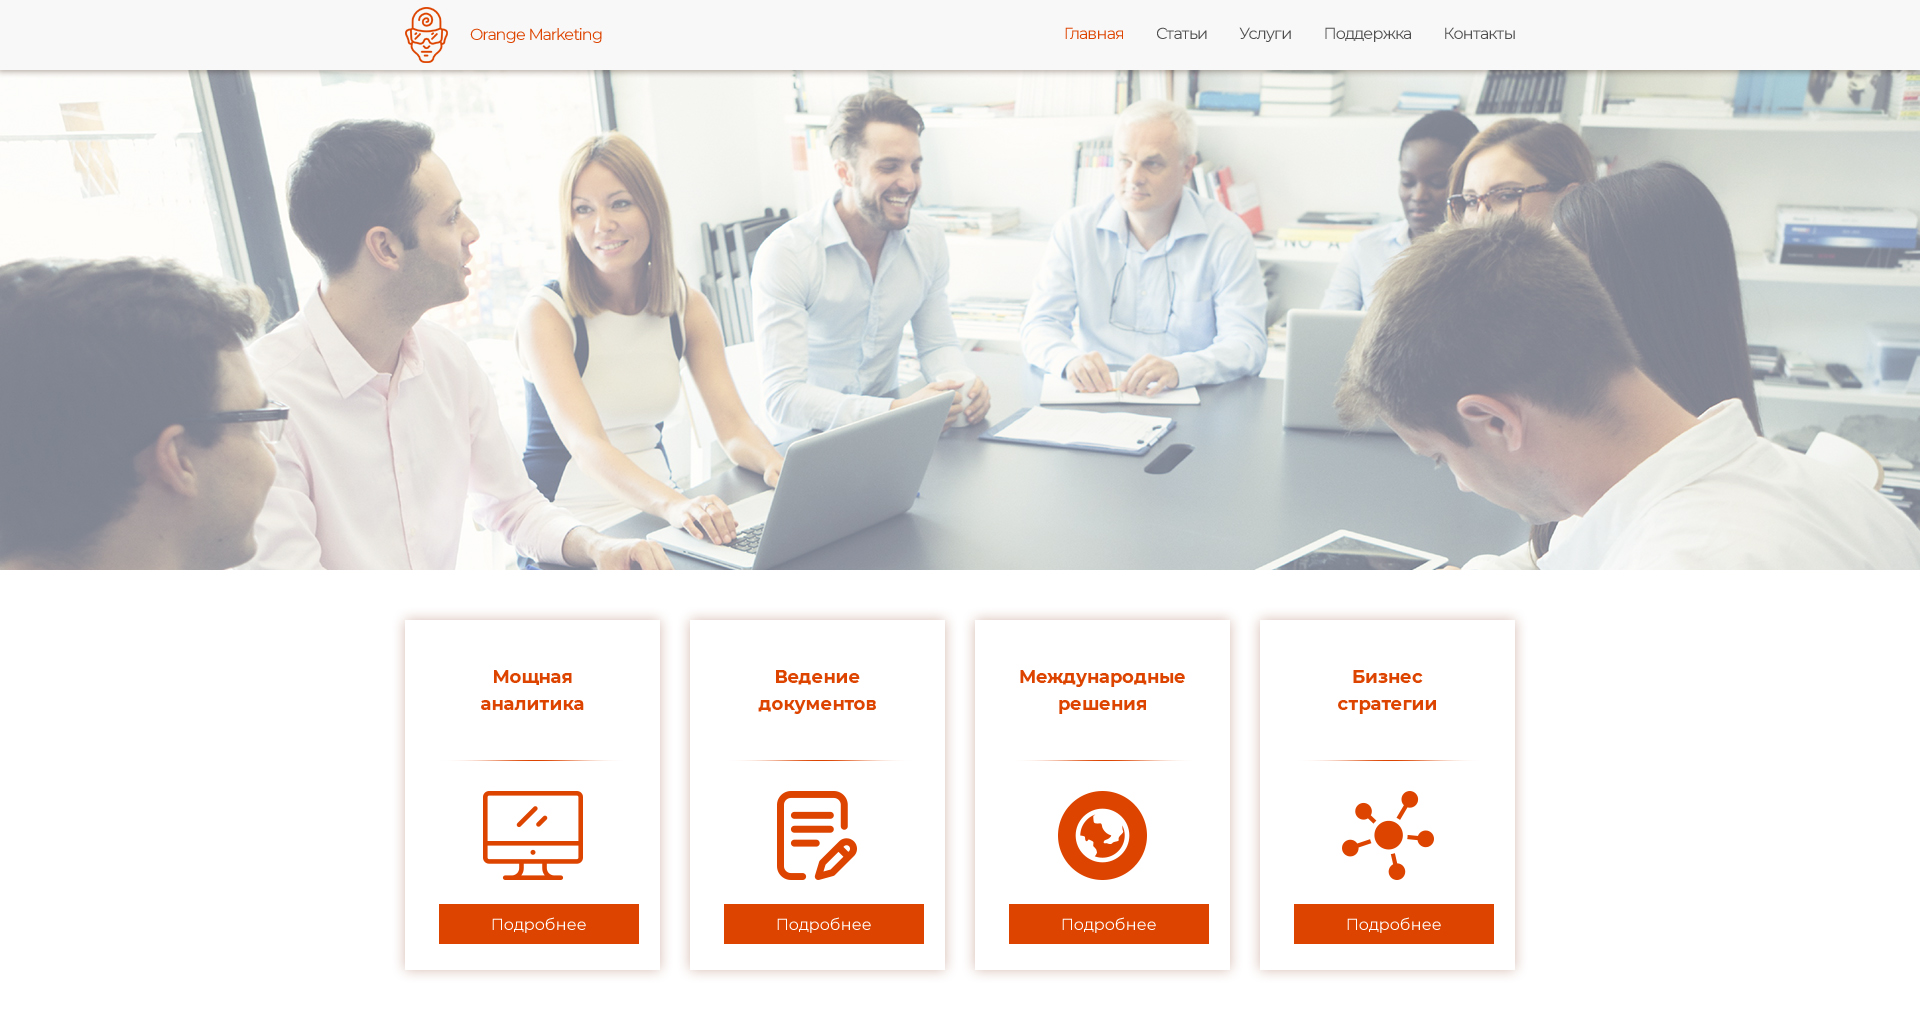 Orange Marketing
Главная Статьи Услуги Поддержка Контакты
NO A
Мощная
аналитика
Ведение
документов
Международные
решения
Бизнес
стратегии
Подробнее
Подробнее
Подробнее
Подробнее